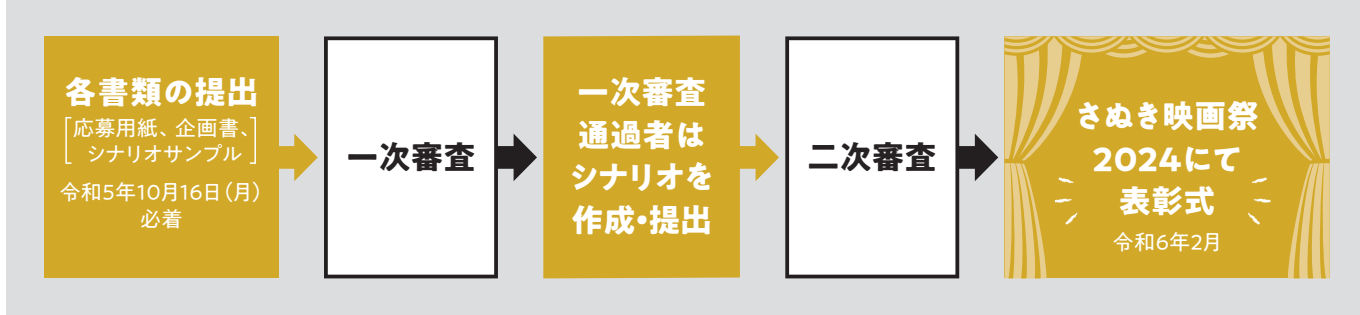 各書類の提出
[応募用紙、企画書、
シナリオサンプル]
令和5年10月16日(月)
必着
一次審査
一次審査
通過者は
シナリオを
作成・提出
二次審査
さぬき映画祭
2024にて
表彰式
令和6年2月